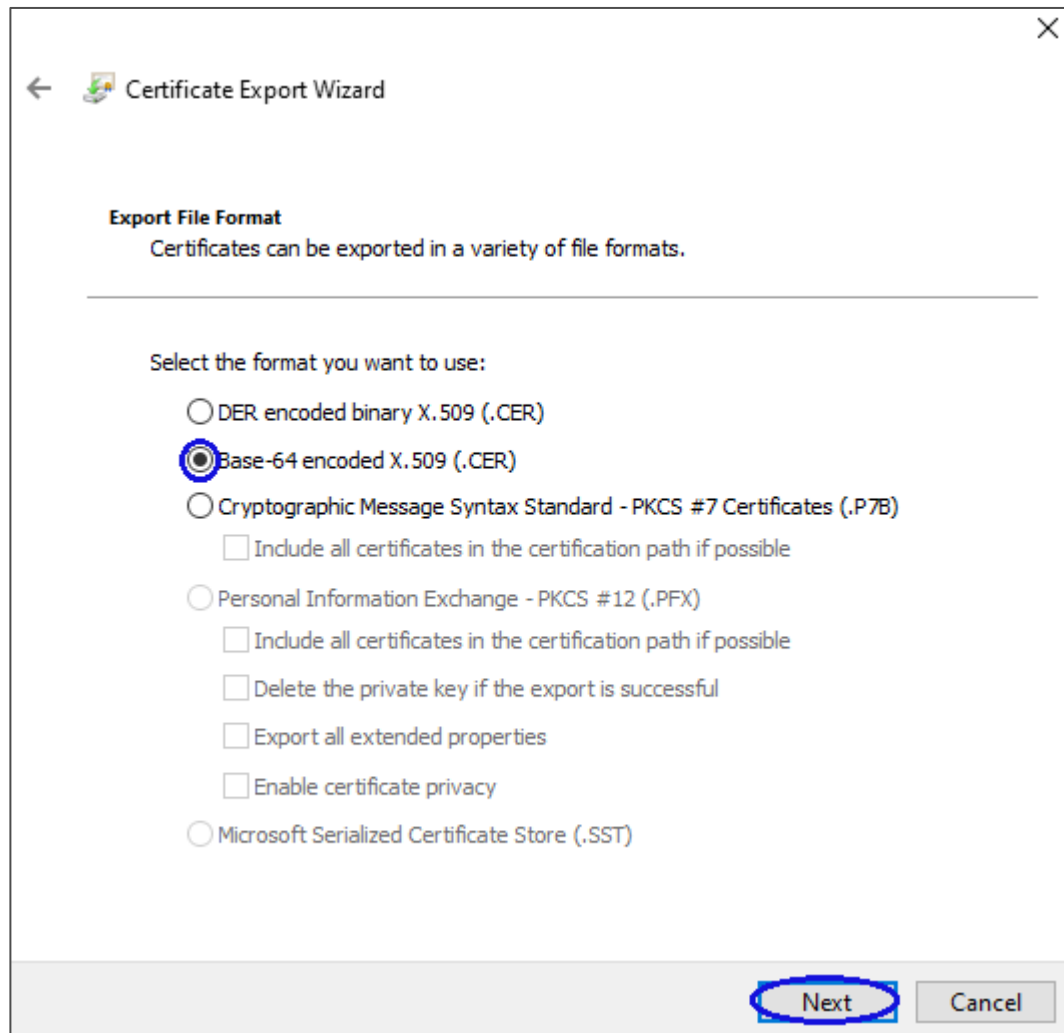 Certificate Export Wizard
Export File Format
Certificates can be exported in a variety of file formats.
Select the format you want to use:
DER encoded binary X.509 (.CER)
Base-64 encoded X.509 (.CER)
Cryptographic Message Syntax Standard - PKCS #7 Certificates (.P7B)
Include all certificates in the certification path if possible
Personal Information Exchange - PKCS #12 (.PFX)
Include all certificates in the certification path if possible
Delete the private key if the export is successful
Export all extended properties
Enable certificate privacy
Microsoft Serialized Certificate Store (.SST)
Next Cancel